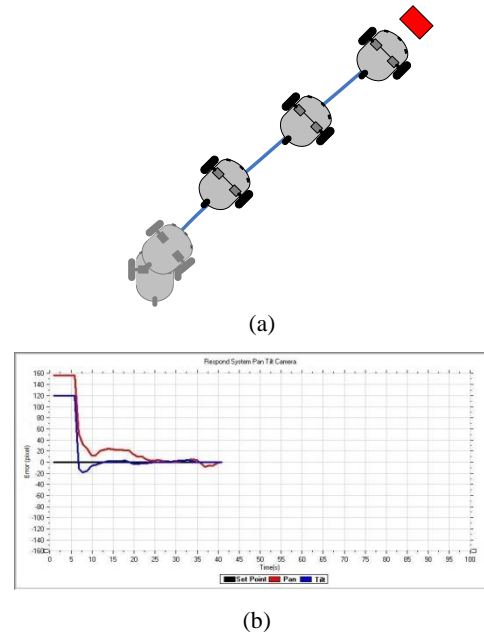 (a)
Respond System Pan Tilt Camera
Error (pixel)
160
140
120
100
80
60
40
20
0
-20
-40
-60
-80
-100
-120
-140
-160
0 5 10 15 20 25 30 35 40 45 50 55 60 65 70 75 80 85 90 95 100
Time(s)
Set Point Pan Tilt
(b)